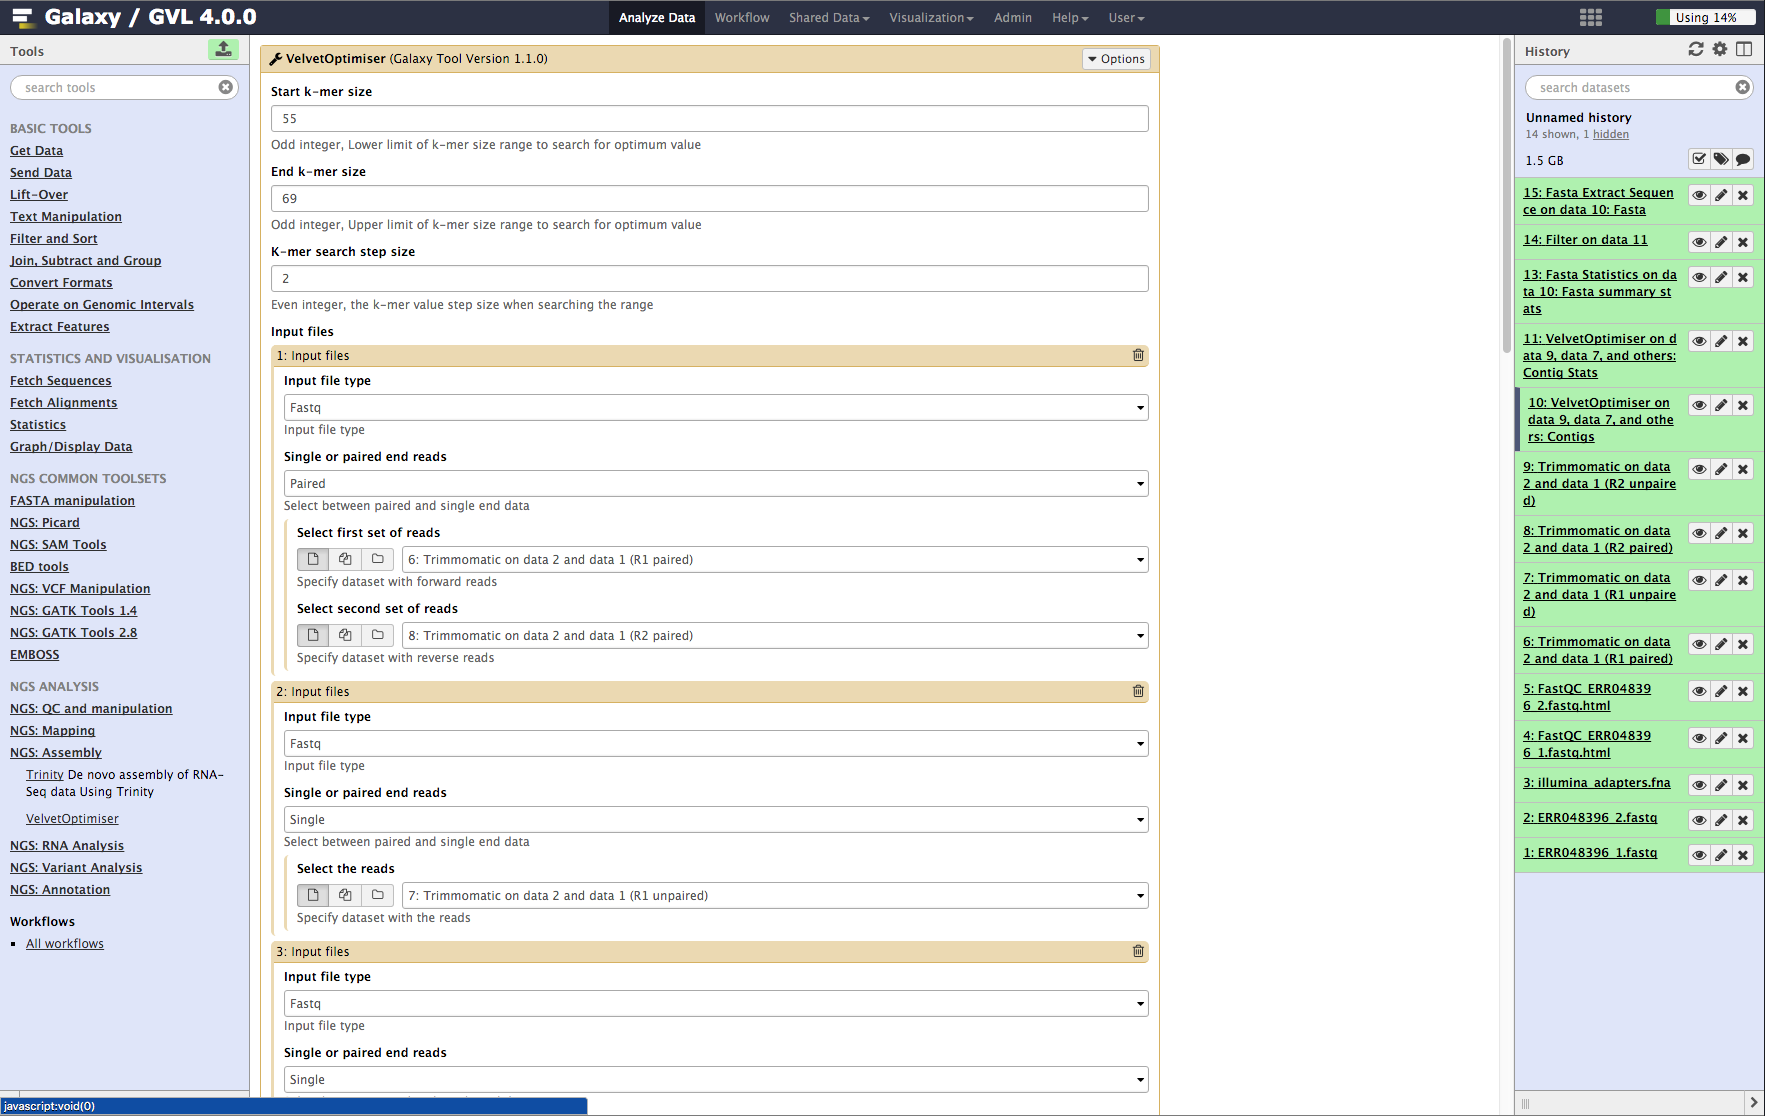 Galaxy / GVL 4.0.0
Analyze Data
Workflow
Shared Data
Visualization
Admin
Help
User
Using 14%
Tools
search tools
BASIC TOOLS
Get Data
Send Data
Lift-Over
Text Manipulation
Filter and Sort
Join, Subtract and Group
Convert Formats
Operate on Genomic Intervals
Extract Features
STATISTICS AND VISUALISATION
Fetch Sequences
Fetch Alignments
Statistics
Graph/Display Data
NGS COMMON TOOLSETS
FASTA manipulation
NGS: Picard
NGS: SAM Tools
BED tools
NGS: VCF Manipulation
NGS: GATK Tools 1.4
NGS: GATK Tools 2.8
EMBOSS
NGS ANALYSIS
NGS: QC and manipulation
NGS: Mapping
NGS: Assembly
Trinity De novo assembly of RNA-
Seq data Using Trinity
VelvetOptimiser
NGS: RNA Analysis
NGS: Variant Analysis
NGS: Annotation
Workflows
All workflows
javascript:void(0)
VelvetOptimiser (Galaxy Tool Version 1.1.0)
Options
Start k-mer size
55
Odd integer, Lower limit of k-mer size range to search for optimum value
End k-mer size
69
Odd integer, Upper limit of k-mer size range to search for optimum value
K-mer search step size
2
Even integer, the k-mer value step size when searching the range
Input files
1: Input files
Input file type
Fastq
Input file type
Single or paired end reads
Paired
Select between paired and single end data
Select first set of reads
6: Trimmomatic on data 2 and data 1 (R1 paired)
Specify dataset with forward reads
Select second set of reads
8: Trimmomatic on data 2 and data 1 (R2 paired)
Specify dataset with reverse reads
2: Input files
Input file type
Fastq
Input file type
Single or paired end reads
Single
Select between paired and single end data
Select the reads
7: Trimmomatic on data 2 and data 1 (R1 unpaired)
Specify dataset with the reads
3: Input files
Input file type
Fastq
Input file type
Single or paired end reads
Single
History
search datasets
Unnamed history
14 shown, 1 hidden
1.5 GB
15: Fasta Extract Sequen
ce on data 10: Fasta
14: Filter on data 11
13: Fasta Statistics on da
ta 10: Fasta summary st
ats
11: VelvetOptimiser on d
ata 9, data 7, and others:
Contig Stats
10: VelvetOptimiser on
data 9, data 7, and othe
rs: Contigs
9: Trimmomatic on data
2 and data 1 (R2 unpaire
d)
8: Trimmomatic on data
2 and data 1 (R2 paired)
7: Trimmomatic on data
2 and data 1 (R1 unpaire
d)
6: Trimmomatic on data
2 and data 1 (R1 paired)
5: FastQC_ERR04839
6_2.fastq.html
4: FastQC_ERR04839
6_1.fastq.html
3: illumina_adapters.fna
2: ERR048396_2.fastq
1: ERR048396_1.fastq